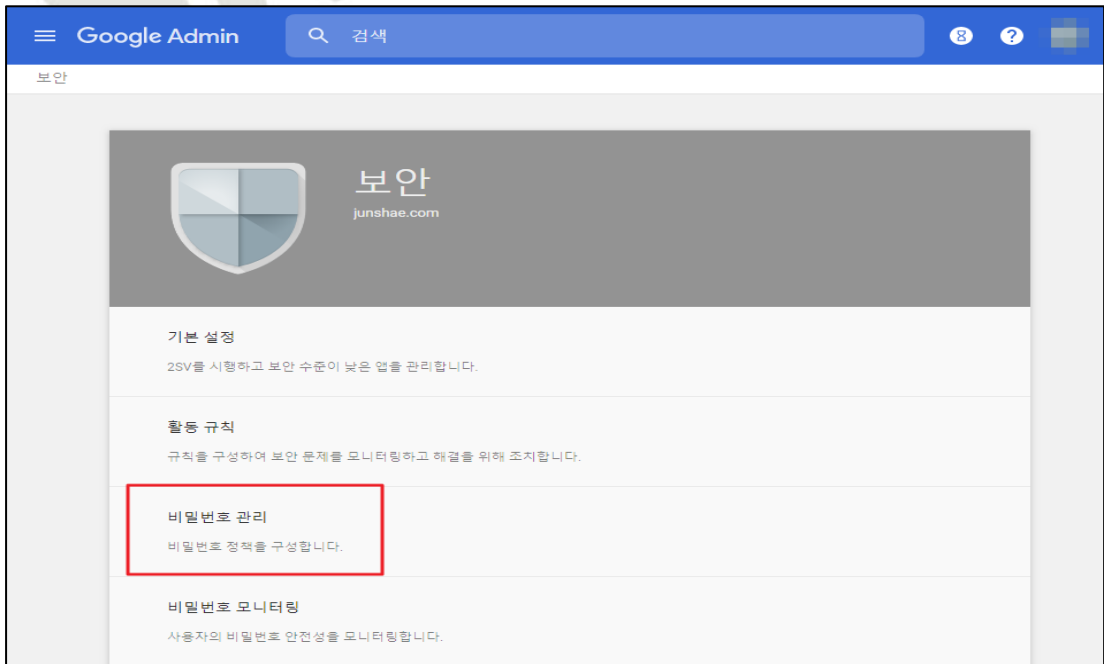 Google Admin
검색
보안
보안
junshae.com
기본 설정
2SV를 시행하고 보안 수준이 낮은 앱을 관리합니다.
활동 규칙
규칙을 구성하여 보안 문제를 모니터링하고 해결을 위해 조치합니다.
비밀번호 관리
비밀번호 정책을 구성합니다.
비밀번호 모니터링
사용자의 비밀번호 안전성을 모니터링합니다.